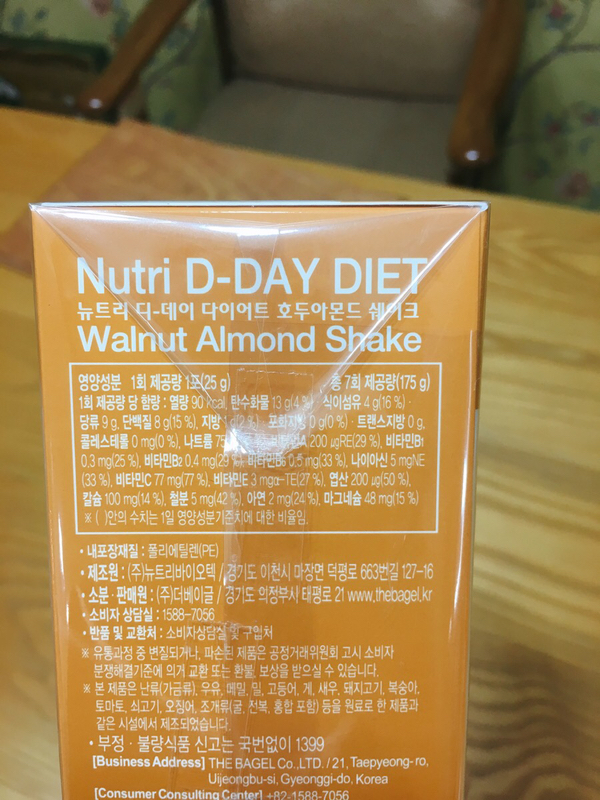 Nutri D-DAY DIET
뉴트리 디-데이 다이어트 호두아몬드 쉐이크
Walnut Almond Shake
영양성분 1회 제공량 1포(25 g) 총 7회 제공량(175 g)
1회 제공량 당 함량 : 열량 90 kcal, 탄수화물 13 g(4 %) · 식이섬유 4 g(16 %) ·
당류 9 g, 단백질 8 g(15 %), 지방 (2 %) · 포화지방 0 g(0 %) · 트랜스지방 0 g,
콜레스테롤 0 mg(0 %), 나트륨 비타민A 200 μgRE(29 %), 비타민B1
0.3 mg(25 %), 비타민B2 0.4 mg(29 %), 비타민B6 0.5 mg(33 %), 나이아신 5 mgNE
(33 %), 비타민C 77 mg(77 %), 비타민E 3 mgα-TE(27 %), 엽산 200 μg(50 %),
칼슘 100 mg(14 %), 철분 5 mg(42 %), 아연 2 mg(24 %), 마그네슘 48 mg(15 %)
※ ( )안의 수치는 1일 영양성분기준치에 대한 비율임.
• 내포장재질 : 폴리에틸렌(PE)
• 제조원 : (주)뉴트리바이오텍 / 경기도 이천시 마장면 덕평로 663번길 127-16
• 소분 · 판매원 : (주)더베이글 / 경기도 의정부시 태평로 21 www.thebagel.kr
• 소비자 상담실 : 1588-7056
• 반품 및 교환처 : 소비자상담실 및 구입처
※ 유통과정 중 변질되거나, 파손된 제품은 공정거래위원회 고시 소비자
분쟁해결기준에 의거 교환 또는 환불, 보상을 받으실 수 있습니다.
※ 본 제품은 난류(가금류), 우유, 메밀, 밀, 고등어, 게, 새우, 돼지고기, 복숭아,
토마토, 쇠고기, 오징어, 조개류(굴, 전복, 홍합 포함) 등을 원료로 한 제품과
같은 시설에서 제조되었습니다.
• 부정 · 불량식품 신고는 국번없이 1399
[Business Address] THE BAGEL Co.,LTD. / 21, Taepyeong-ro,
Uijeongbu-si, Gyeonggi-do, Korea
[Consumer Consulting Center] +82-1588-7056